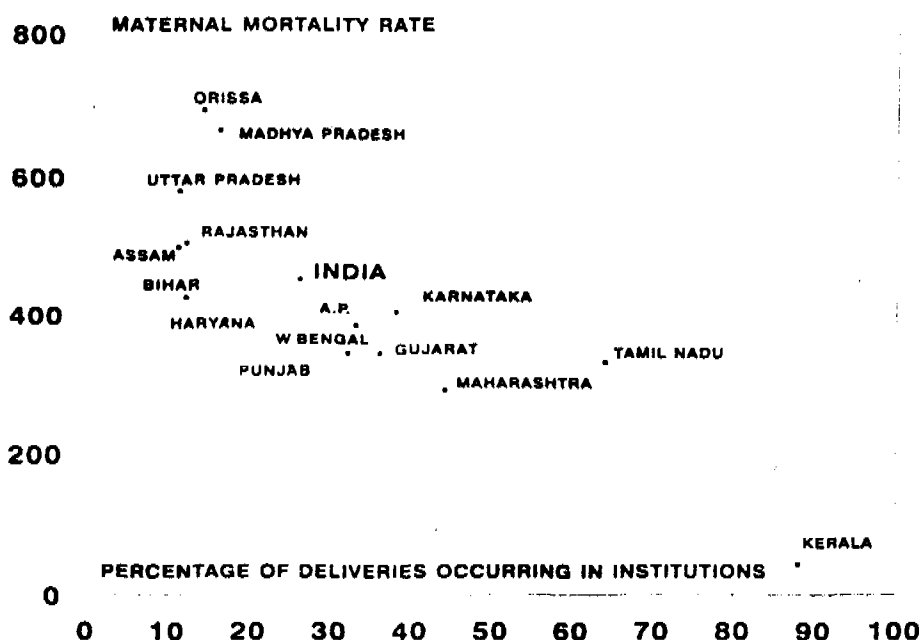 800 MATERNAL MORTALITY RATE
ORISSA
MADHYA PRADESH
600 UTTAR PRADESH
RAJASTHAN
ASSAM
INDIA
BIHAR
KARNATAKA
A.P.
400 HARYANA
W BENGAL
GUJARAT
TAMIL NADU
PUNJAB
MAHARASHTRA
200
KERALA
PERCENTAGE OF DELIVERIES OCCURRING IN INSTITUTIONS
0
0 10 20 30 40 50 60 70 80 90 100